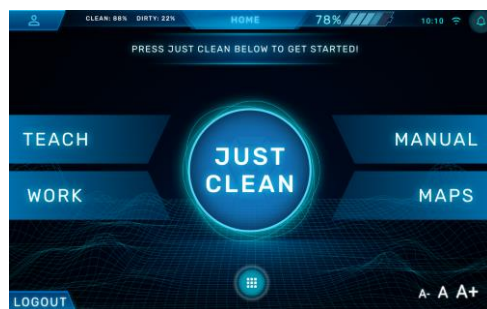 CLEAN: 88% DIRTY: 22% HOME 78% 10:10
PRESS JUST CLEAN BELOW TO GET STARTED!
TEACH
MANUAL
JUST
CLEAN
WORK
MAPS
LOGOUT
A- A A+